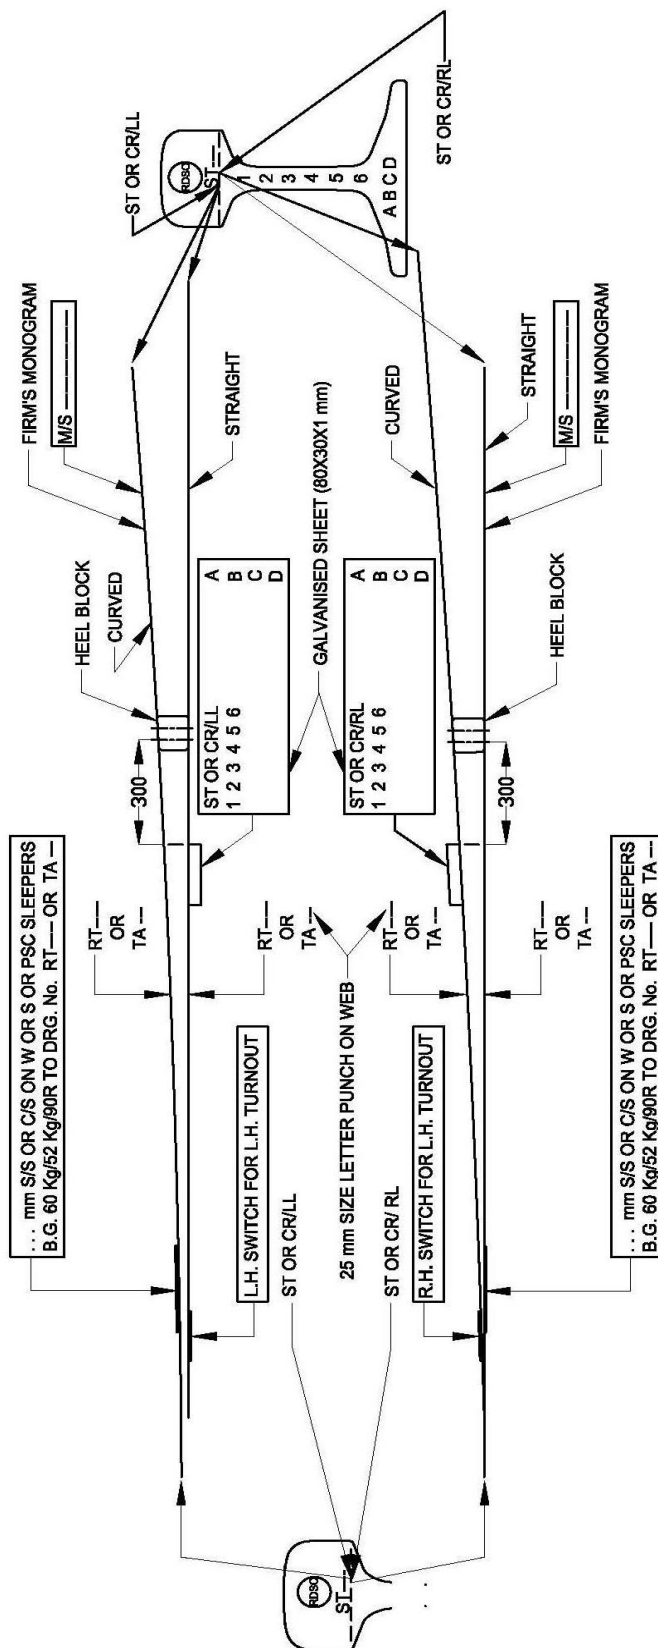 ... mm S/S OR C/S ON W OR S OR PSC SLEEPERS
B.G. 60 Kg/52 Kg/90R TO DRG. No. RT--- OR TA --
RT---
OR
TA --
300
HEEL BLOCK
CURVED
FIRM'S MONOGRAM
M/S ----------
ST OR CR/LL
L.H. SWITCH FOR L.H. TURNOUT
ST OR CR/LL
RT---
OR
TA --
ST OR CR/LL
1 2 3 4 5 6
A
B
C
D
STRAIGHT
RDSO
ST---
1
2
3
4
5
6
A B C D
RDSO
ST---
25 mm SIZE LETTER PUNCH ON WEB
GALVANISED SHEET (80X30X1 mm)
ST OR CR/ RL
R.H. SWITCH FOR L.H. TURNOUT
RT---
OR
TA --
ST OR CR/RL
1 2 3 4 5 6
A
B
C
D
CURVED
ST OR CR/RL
RT---
OR
TA --
300
HEEL BLOCK
STRAIGHT
M/S ----------
FIRM'S MONOGRAM
... mm S/S OR C/S ON W OR S OR PSC SLEEPERS
B.G. 60 Kg/52 Kg/90R TO DRG. No. RT--- OR TA --